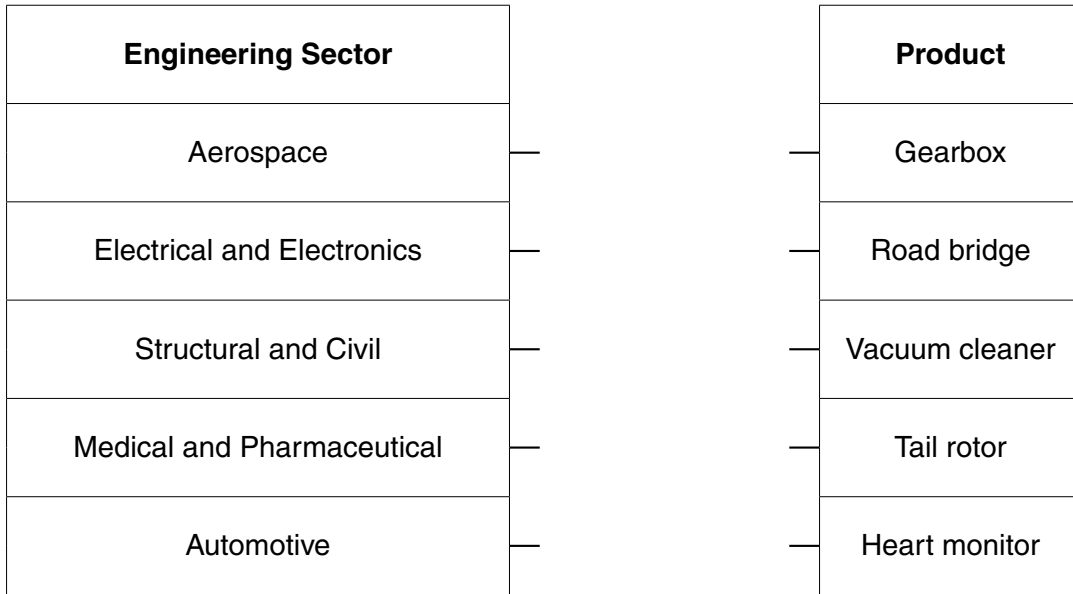 Engineering Sector
Product
Aerospace
Gearbox
Electrical and Electronics
Road bridge
Structural and Civil
Vacuum cleaner
Medical and Pharmaceutical
Tail rotor
Automotive
Heart monitor